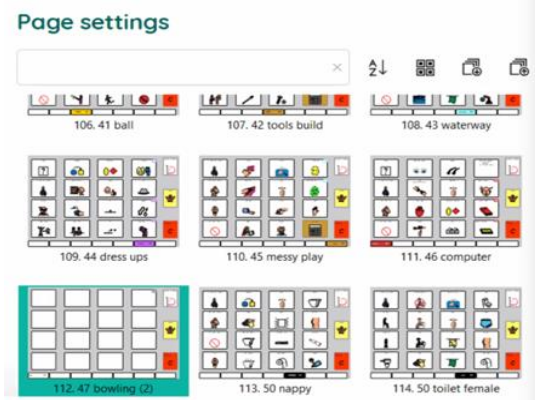 Page settings
106. 41 ball
107. 42 tools build
108. 43 waterway
109. 44 dress ups
110. 45 messy play
111. 46 computer
112. 47 bowling (2)
113. 50 nappy
114. 50 toilet female